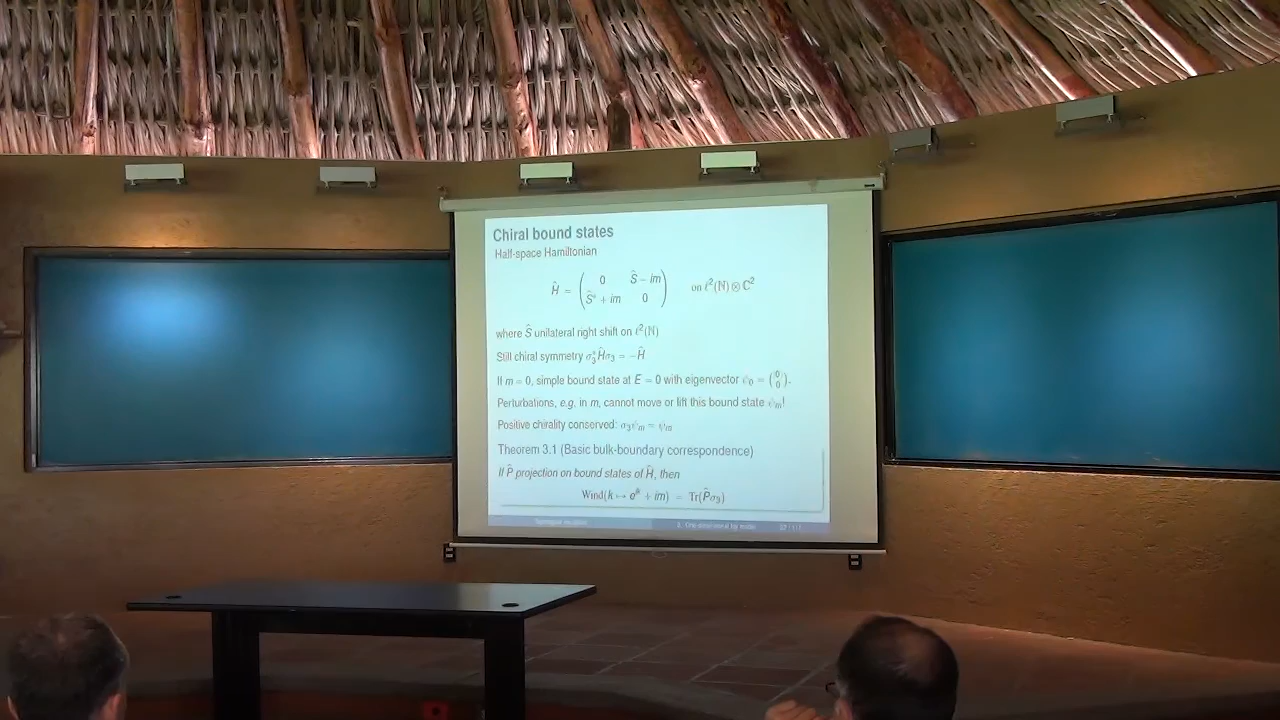 Chiral bound states
Half-space Hamiltonian
Ĥ = ( 0 Ŝ − im
Ŝ* + im 0 ) on ℓ²(ℕ) ⊗ ℂ²
where Ŝ unilateral right shift on ℓ²(ℕ)
Still chiral symmetry σ₃*Ĥσ₃ = −Ĥ
If m = 0, simple bound state at E = 0 with eigenvector ψ₀ = (|0⟩ 0).
Perturbations, e.g. in m, cannot move or lift this bound state ψₘ!
Positive chirality conserved: σ₃ψₘ = ψₘ
Theorem 3.1 (Basic bulk-boundary correspondence)
If P̂ projection on bound states of Ĥ, then
Wind(k ↦ eⁱᵏ + im) = Tr(P̂σ₃)